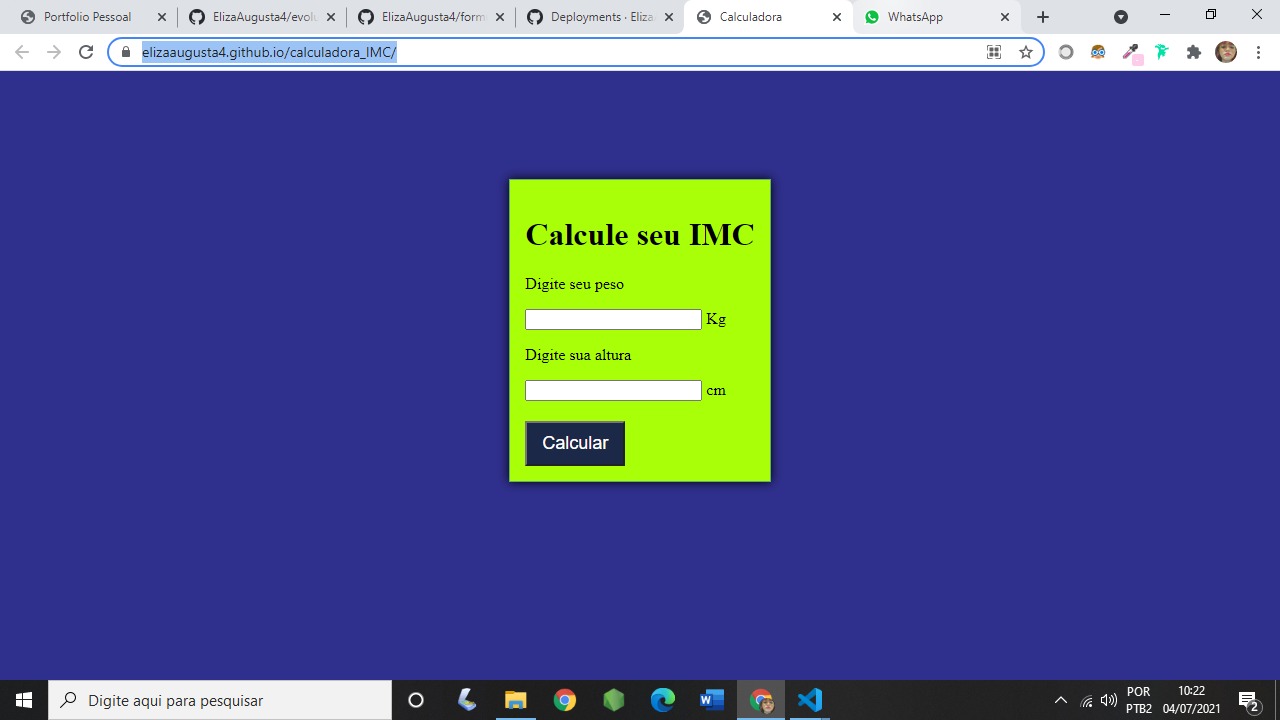 Portfolio Pessoal
ElizaAugusta4/evolu
ElizaAugusta4/form
Deployments · Eliza
Calculadora
WhatsApp
elizaaugusta4.github.io/calculadora_IMC/
Calcule seu IMC
Digite seu peso
Kg
Digite sua altura
cm
Calcular
Digite aqui para pesquisar
POR
PTB2
10:22
04/07/2021
2